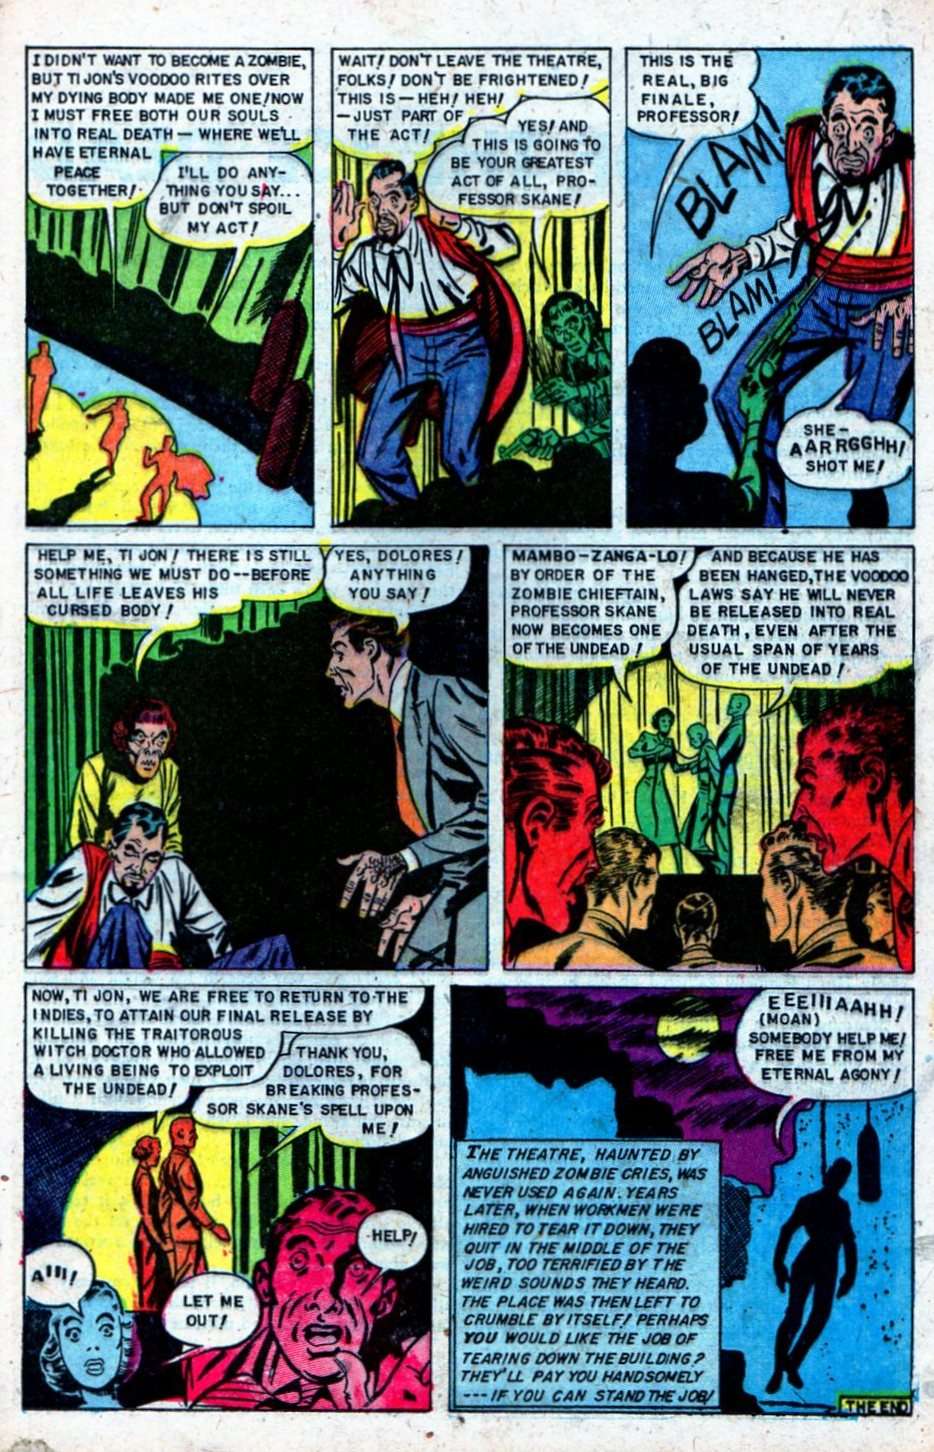 I DIDN'T WANT TO BECOME A ZOMBIE,
BUT TI JON'S VOODOO RITES OVER
MY DYING BODY MADE ME ONE! NOW
I MUST FREE BOTH OUR SOULS
INTO REAL DEATH — WHERE WE'LL
HAVE ETERNAL
PEACE
TOGETHER!
I'LL DO ANY-
THING YOU SAY...
BUT DON'T SPOIL
MY ACT!
WAIT! DON'T LEAVE THE THEATRE,
FOLKS! DON'T BE FRIGHTENED!
THIS IS — HEH! HEH!
— JUST PART OF
THE ACT!
YES! AND
THIS IS GOING TO
BE YOUR GREATEST
ACT OF ALL, PRO-
FESSOR SKANE!
THIS IS THE
REAL, BIG
FINALE,
PROFESSOR!
BLAM!
BLAM!
SHE-
AARRGGHH!
SHOT ME!
HELP ME, TI JON! THERE IS STILL
SOMETHING WE MUST DO -- BEFORE
ALL LIFE LEAVES HIS
CURSED BODY!
YES, DOLORES!
ANYTHING
YOU SAY!
MAMBO-ZANGA-LO!
BY ORDER OF THE
ZOMBIE CHIEFTAIN,
PROFESSOR SKANE
NOW BECOMES ONE
OF THE UNDEAD!
AND BECAUSE HE HAS
BEEN HANGED, THE VOODOO
LAWS SAY HE WILL NEVER
BE RELEASED INTO REAL
DEATH, EVEN AFTER THE
USUAL SPAN OF YEARS
OF THE UNDEAD!
NOW, TI JON, WE ARE FREE TO RETURN TO THE
INDIES, TO ATTAIN OUR FINAL RELEASE BY
KILLING THE TRAITOROUS
WITCH DOCTOR WHO ALLOWED
A LIVING BEING TO EXPLOIT
THE UNDEAD!
THANK YOU,
DOLORES, FOR
BREAKING PROFES-
SOR SKANE'S SPELL UPON
ME!
AIII!
LET ME
OUT!
HELP!
EEEIIIAAHH!
(MOAN)
SOMEBODY HELP ME!
FREE ME FROM MY
ETERNAL AGONY!
THE THEATRE, HAUNTED BY
ANGUISHED ZOMBIE CRIES, WAS
NEVER USED AGAIN. YEARS
LATER, WHEN WORKMEN WERE
HIRED TO TEAR IT DOWN, THEY
QUIT IN THE MIDDLE OF THE
JOB, TOO TERRIFIED BY THE
WEIRD SOUNDS THEY HEARD.
THE PLACE WAS THEN LEFT TO
CRUMBLE BY ITSELF! PERHAPS
YOU WOULD LIKE THE JOB OF
TEARING DOWN THE BUILDING?
THEY'LL PAY YOU HANDSOMELY
--- IF YOU CAN STAND THE JOB!
THE END